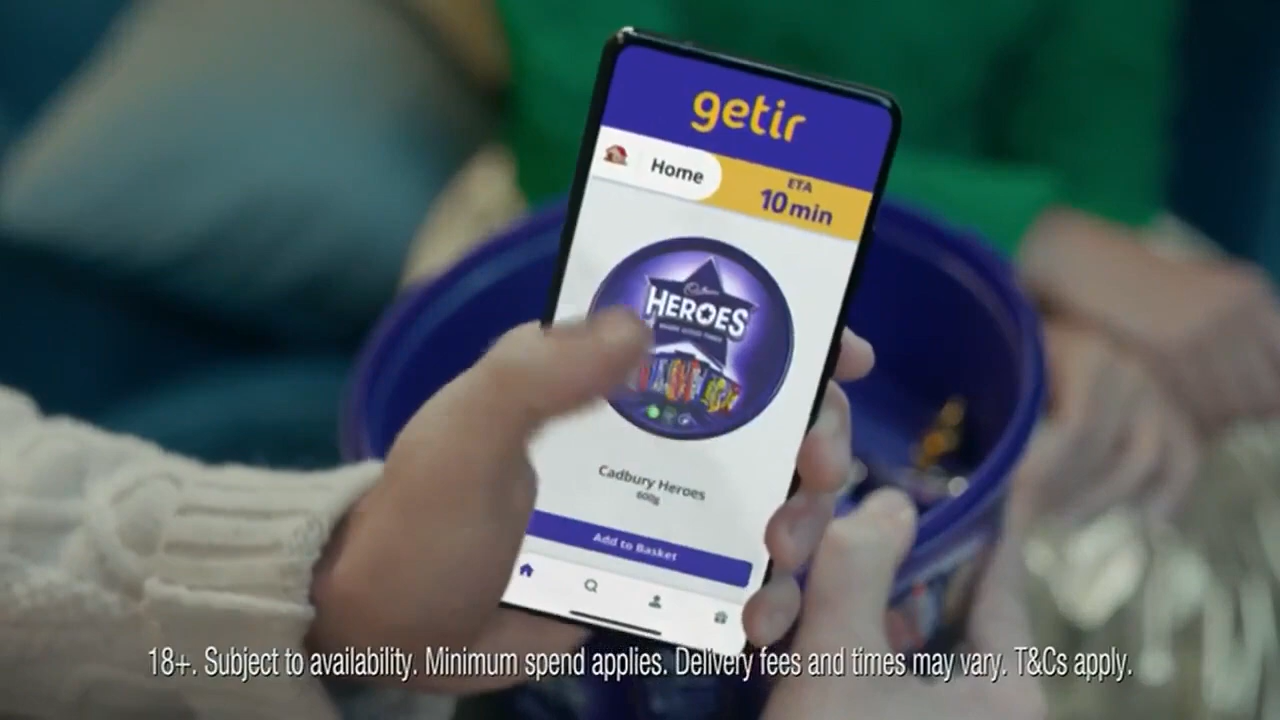 getir
Home
ETA
10 min
Cadbury
HEROES
Cadbury Heroes
600g
Add to Basket
18+. Subject to availability. Minimum spend applies. Delivery fees and times may vary. T&Cs apply.